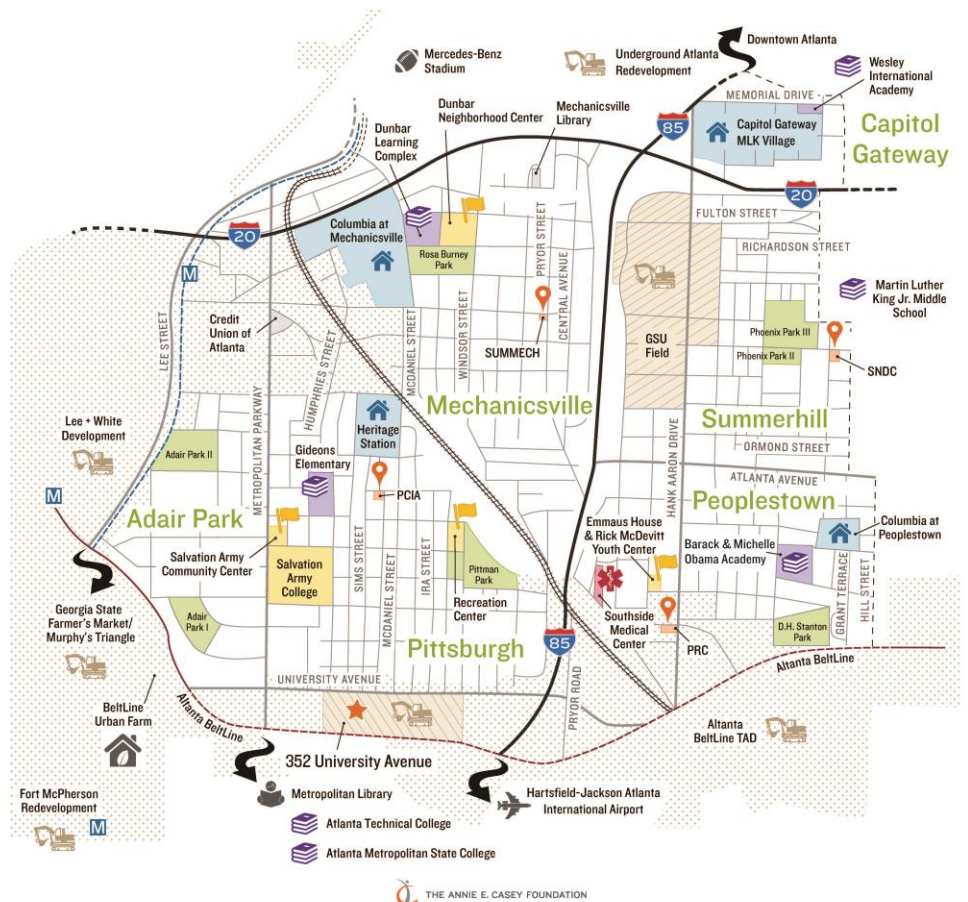 Downtown Atlanta
Mercedes-Benz
Stadium
Underground Atlanta
Redevelopment
Wesley
International
Academy
MEMORIAL DRIVE
Dunbar
Neighborhood Center
Mechanicsville
Library
85
Capitol Gateway
MLK Village
Capitol
Gateway
Dunbar
Learning
Complex
20
FULTON STREET
20
Columbia at
Mechanicsville
RICHARDSON STREET
Rosa Burney
Park
PRYOR STREET
CENTRAL AVENUE
M
Martin Luther
King Jr. Middle
School
LEE STREET
Credit
Union of
Atlanta
HUMPHRIES STREET
MCDANIEL STREET
WINDSOR STREET
SUMMECH
GSU
Field
Phoenix Park III
Phoenix Park II
SNDC
METROPOLITAN PARKWAY
Mechanicsville
Summerhill
Heritage
Station
HANK AARON DRIVE
ORMOND STREET
Lee + White
Development
Adair Park II
Gideons
Elementary
ATLANTA AVENUE
M
PCIA
Peoplestown
Adair Park
Emmaus House
& Rick McDevitt
Youth Center
Columbia at
Peoplestown
Barack & Michelle
Obama Academy
Salvation Army
Community Center
Salvation
Army
College
SIMS STREET
MCDANIEL STREET
IRA STREET
Pittman
Park
Recreation
Center
Southside
Medical
Center
GRANT TERRACE
HILL STREET
Georgia State
Farmer's Market/
Murphy's Triangle
Adair
Park I
D.H. Stanton
Park
PRC
85
Pittsburgh
UNIVERSITY AVENUE
PRYOR ROAD
BeltLine
Urban Farm
Altanta BeltLine
Altanta BeltLine
Altanta
BeltLine TAD
352 University Avenue
Fort McPherson
Redevelopment
M
Metropolitan Library
Hartsfield-Jackson Atlanta
International Airport
Atlanta Technical College
Atlanta Metropolitan State College
THE ANNIE E. CASEY FOUNDATION